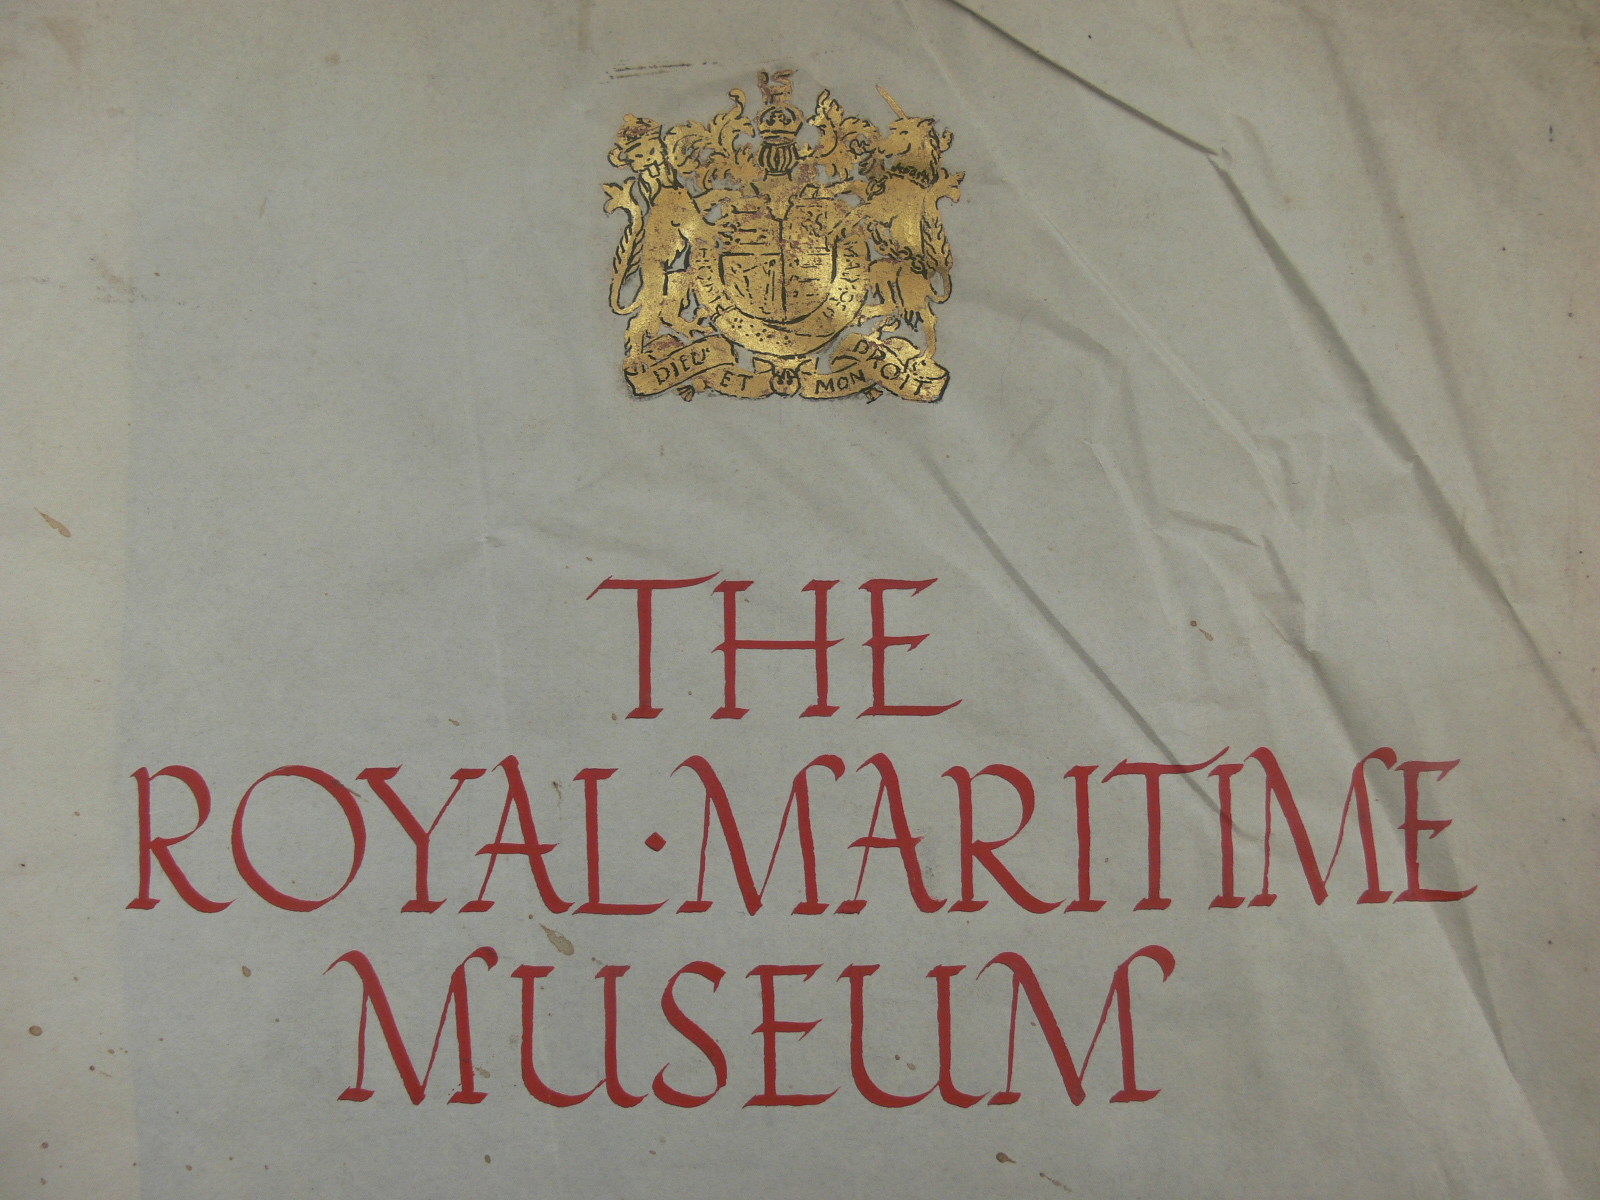 DIEU ET MON DROIT
THE
ROYAL·MARITIME
MUSEUM